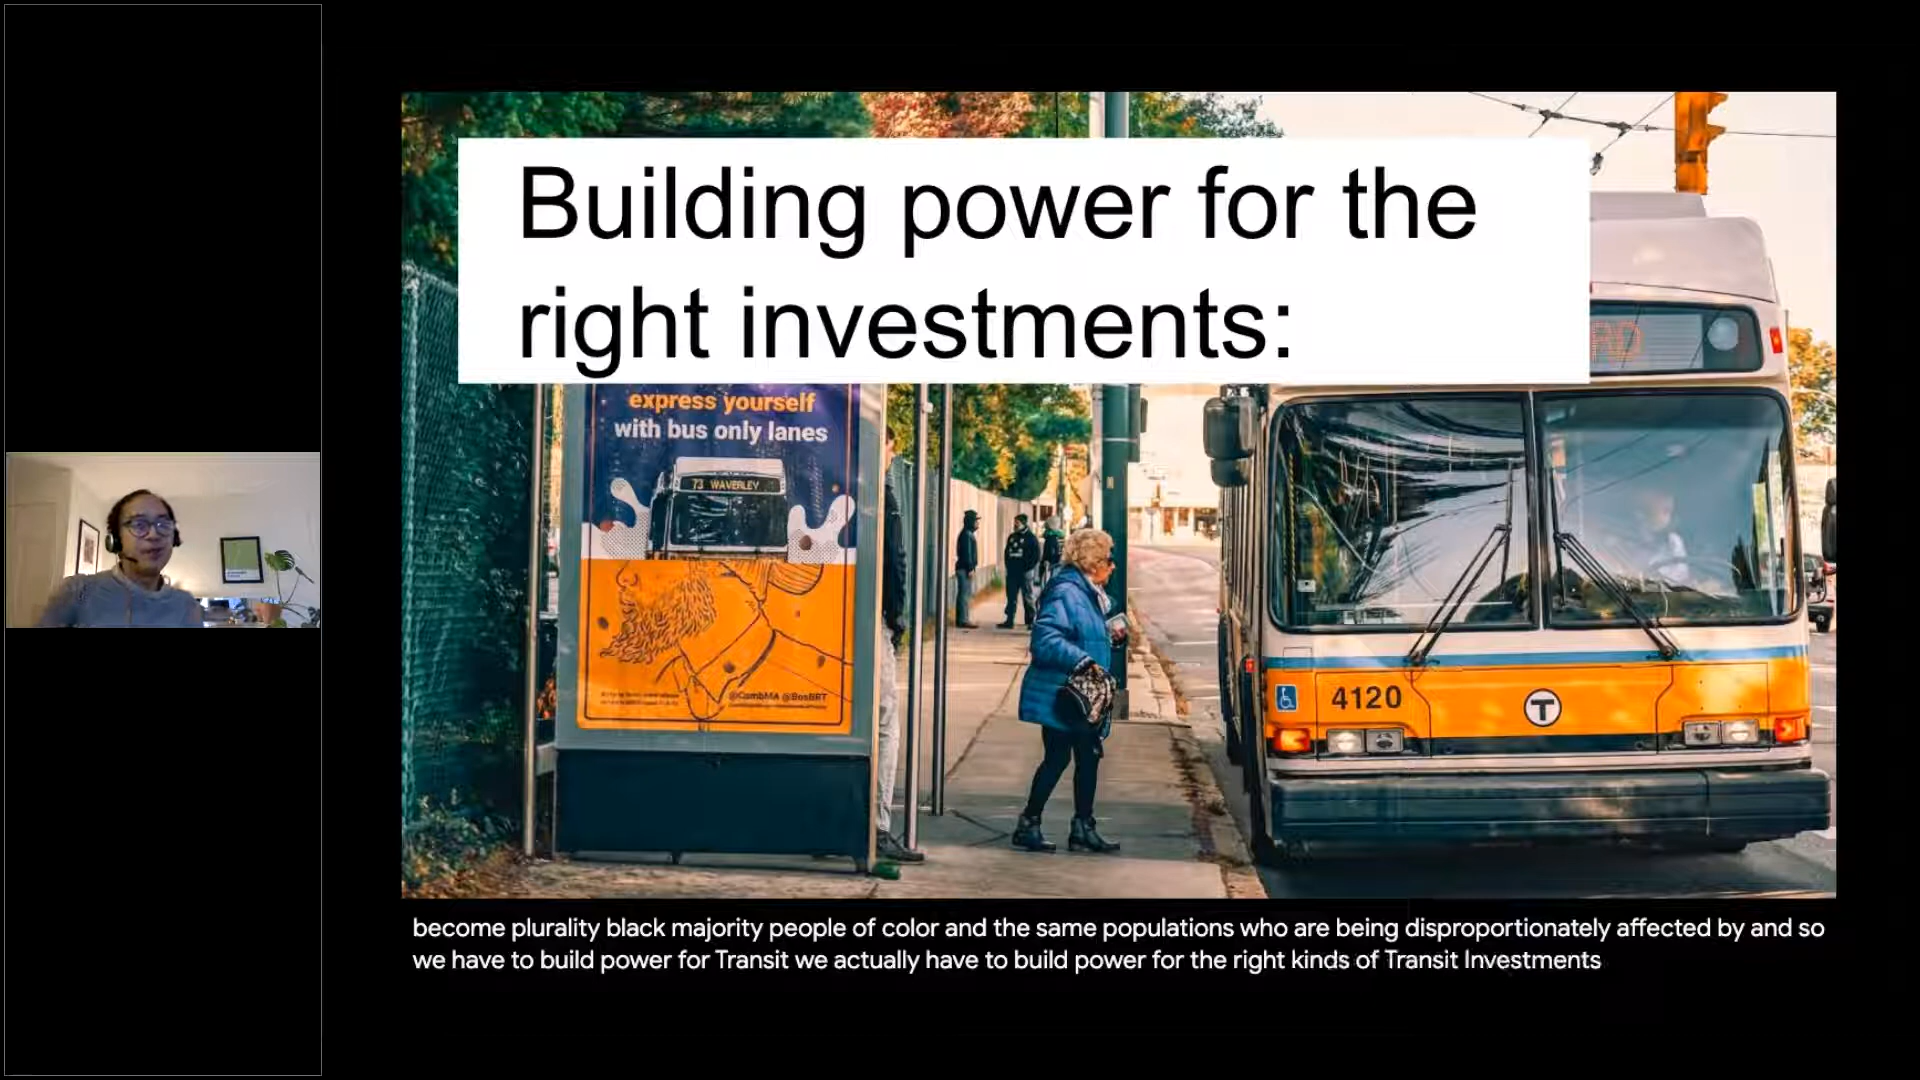 Building power for the
right investments:
RD
express yourself
with bus only lanes
73 WAVERLEY
@CambMA @BosBRT
4120
T
become plurality black majority people of color and the same populations who are being disproportionately affected by and so
we have to build power for Transit we actually have to build power for the right kinds of Transit Investments